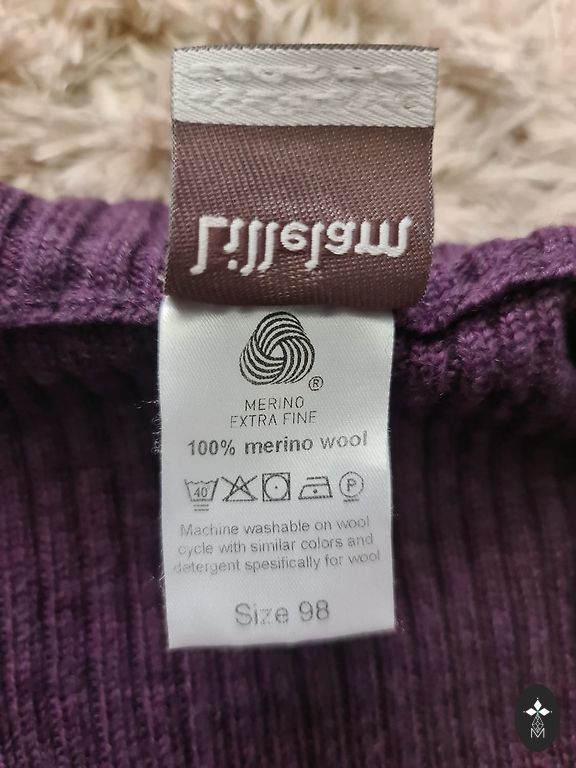 Lillelam
®
MERINO
EXTRA FINE
100% merino wool
40 P
Machine washable on wool
cycle with similar colors and
detergent spesifically for wool
Size 98
M